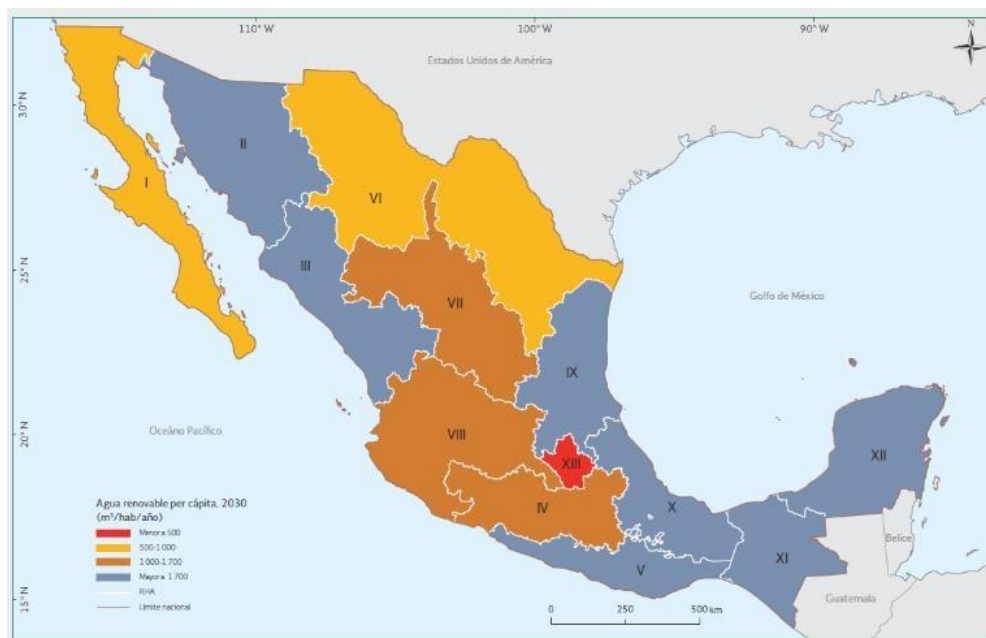 110°W
100°W
90°W
N
Estados Unidos de América
30°N
II
I
VI
25°N
III
VII
Golfo de México
IX
20°N
Oceáno Pacífico
VIII
XIII
XII
Agua renovable per cápita, 2030
(m³/hab/año)
Menor a 500
500-1 000
1 000-1 700
Mayor a 1 700
RHA
Límite nacional
IV
X
XI
V
Belice
Guatemala
15°N
0 250 500 km